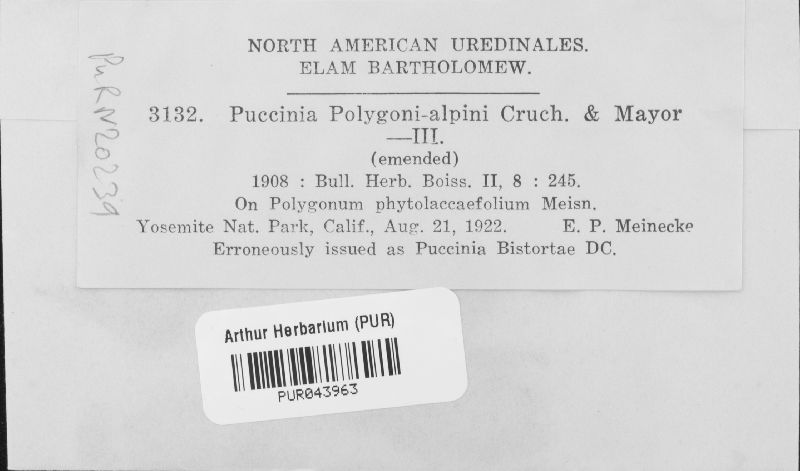 NORTH AMERICAN UREDINALES.
ELAM BARTHOLOMEW.
3132. Puccinia Polygoni-alpini Cruch. & Mayor
—III.
(emended)
1908 : Bull. Herb. Boiss. II, 8 : 245.
On Polygonum phytolaccaefolium Meisn.
Yosemite Nat. Park, Calif., Aug. 21, 1922. E. P. Meinecke
Erroneously issued as Puccinia Bistortae DC.
PURN20239
Arthur Herbarium (PUR)
PUR043963